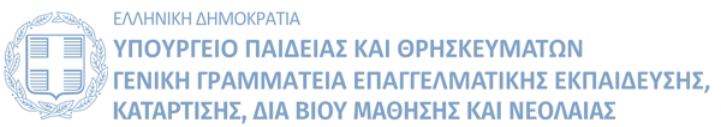 ΕΛΛΗΝΙΚΗ ΔΗΜΟΚΡΑΤΙΑ
ΥΠΟΥΡΓΕΙΟ ΠΑΙΔΕΙΑΣ ΚΑΙ ΘΡΗΣΚΕΥΜΑΤΩΝ
ΓΕΝΙΚΗ ΓΡΑΜΜΑΤΕΙΑ ΕΠΑΓΓΕΛΜΑΤΙΚΗΣ ΕΚΠΑΙΔΕΥΣΗΣ,
ΚΑΤΑΡΤΙΣΗΣ, ΔΙΑ ΒΙΟΥ ΜΑΘΗΣΗΣ ΚΑΙ ΝΕΟΛΑΙΑΣ